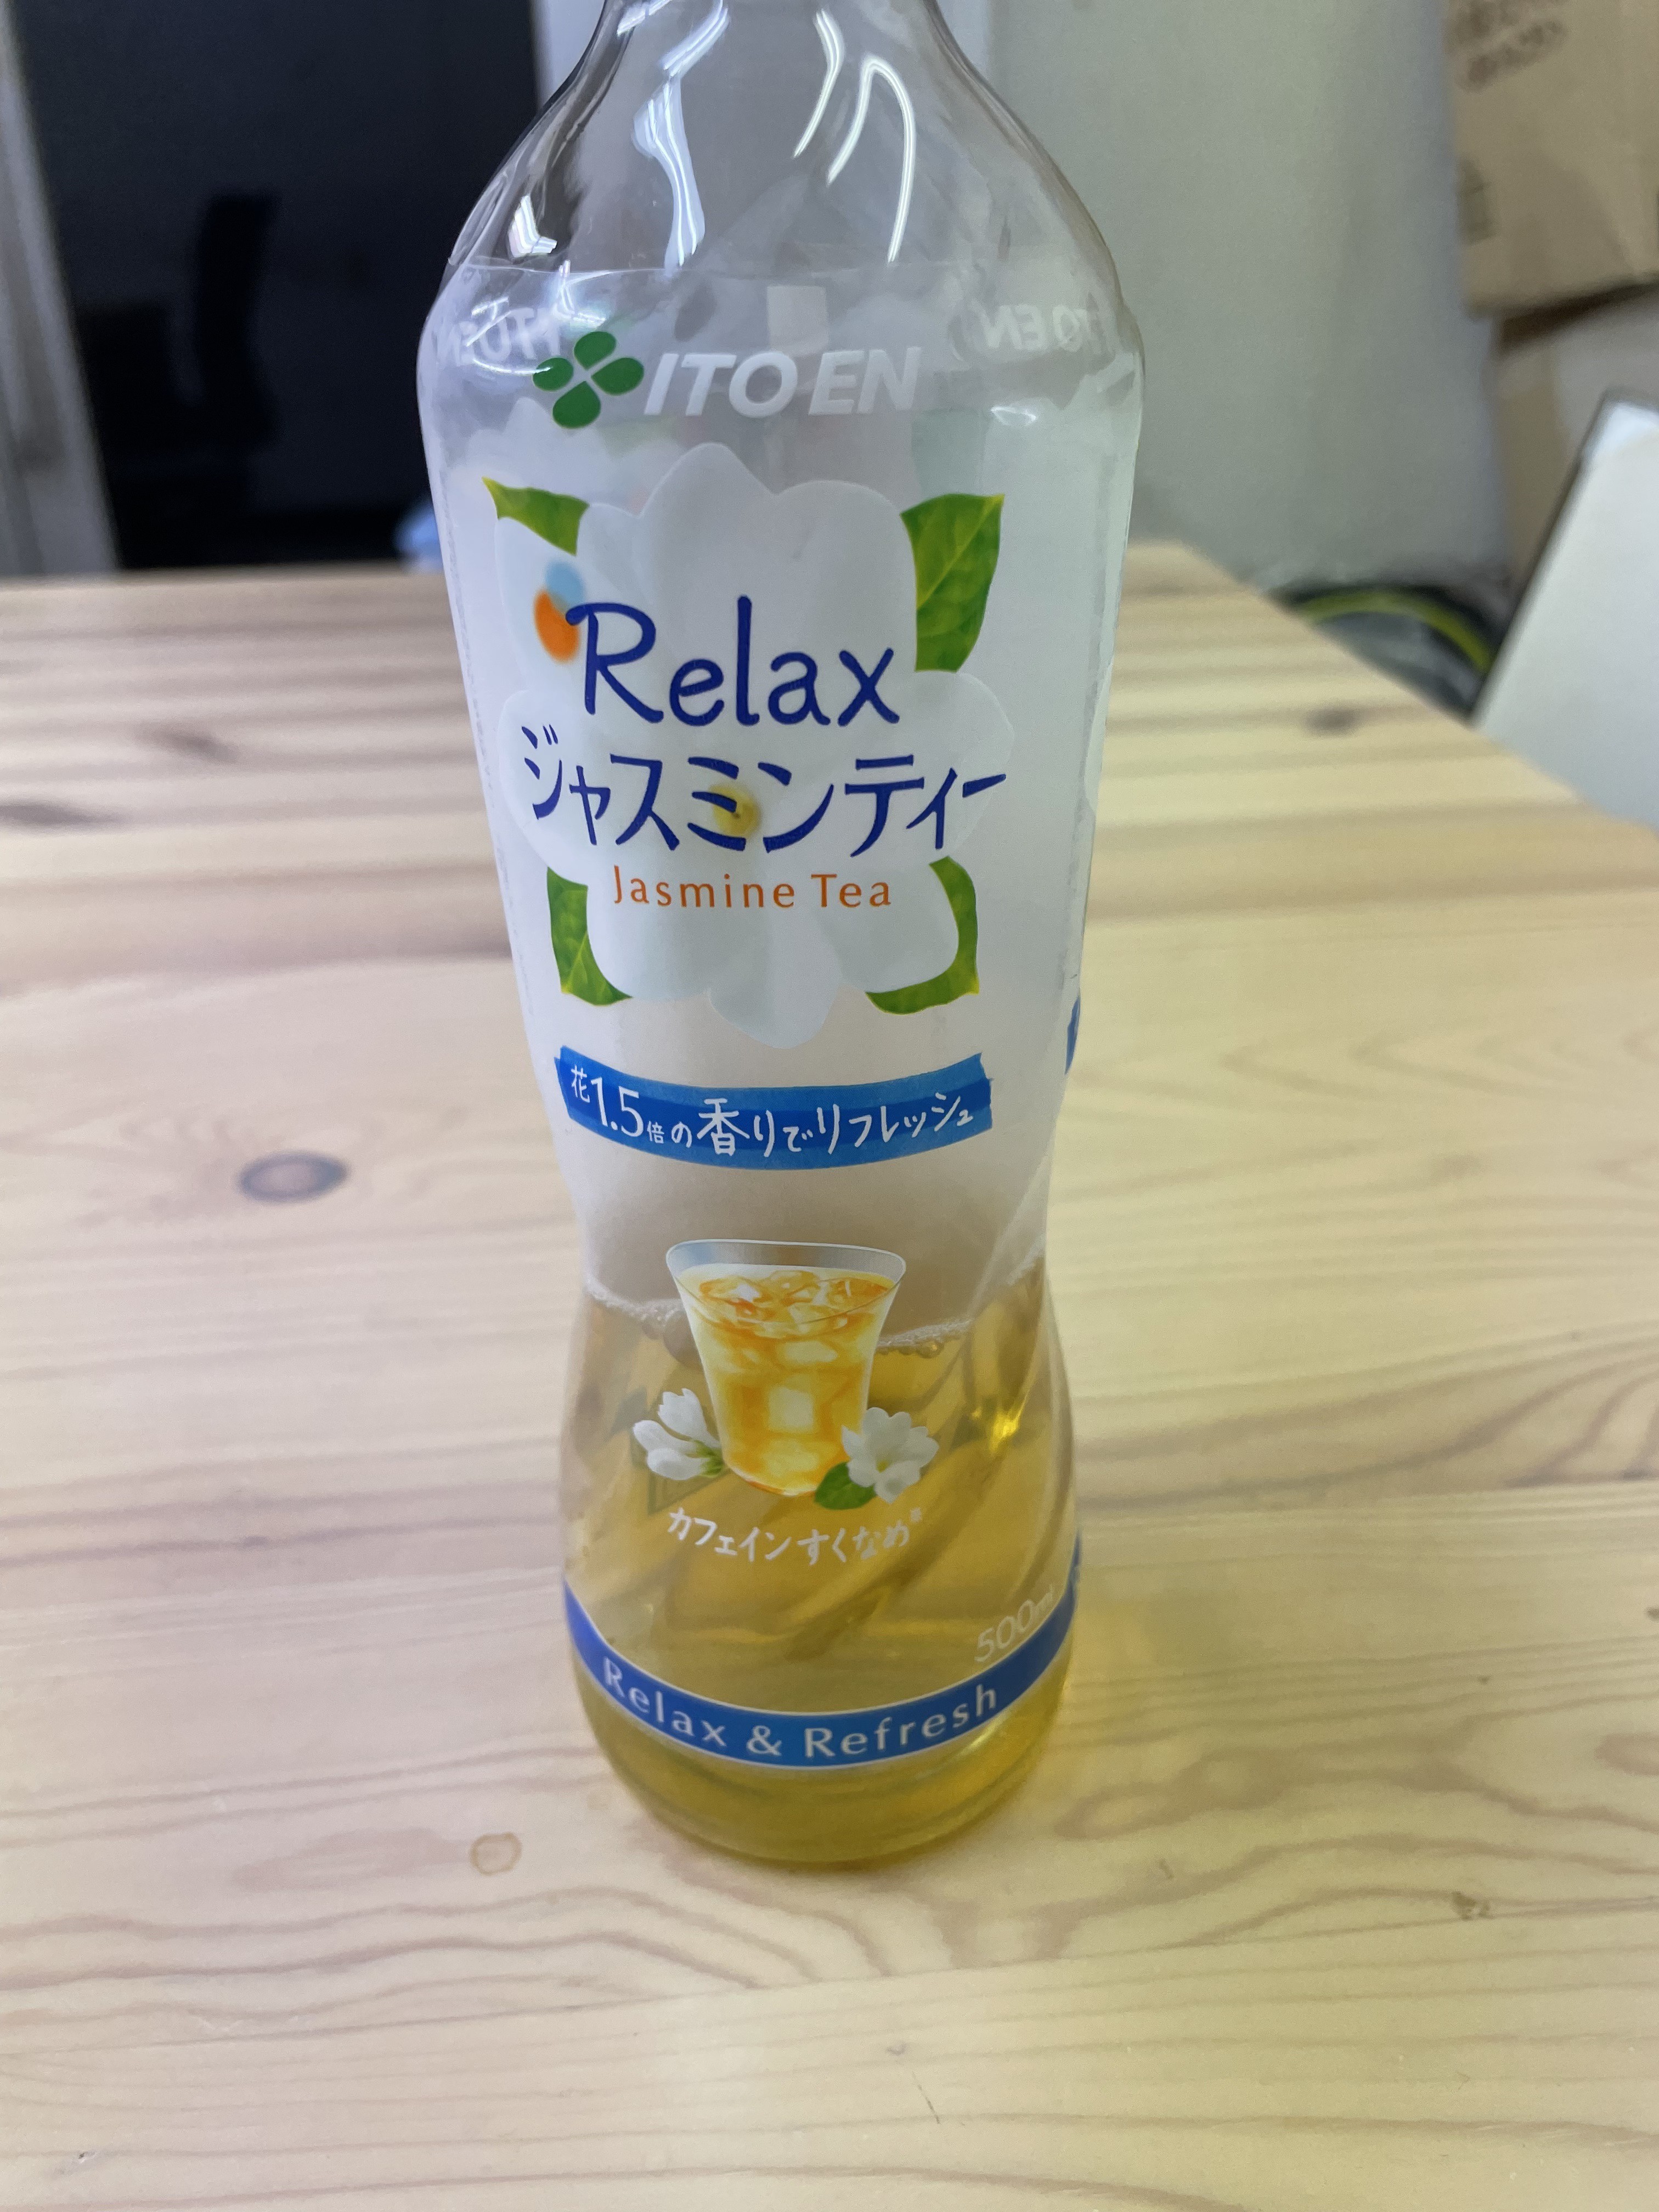 ITO EN
Relax
ジャスミンティー
Jasmine Tea
花1.5倍の香りでリフレッシュ
カフェインすくなめ※
500ml
Relax & Refresh